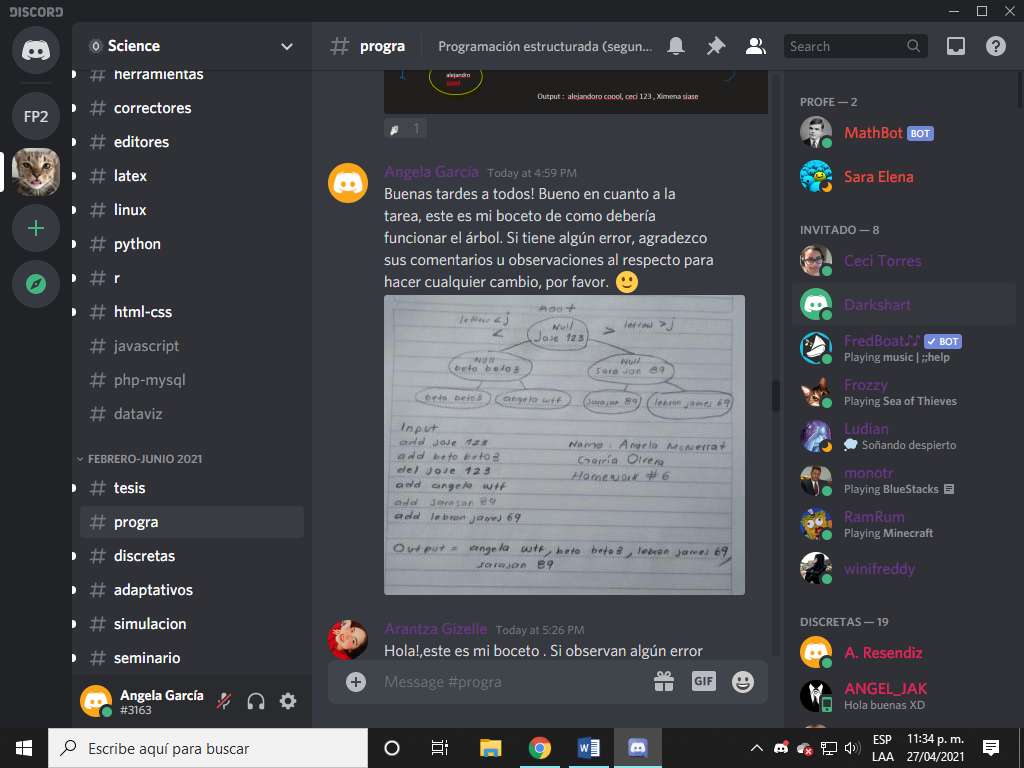 DISCORD
Science
herramientas
correctores
editores
latex
linux
python
r
html-css
javascript
php-mysql
dataviz
FEBRERO-JUNIO 2021
tesis
progra
discretas
adaptativos
simulacion
seminario
FP2
Angela García
#3163
progra
Programación estructurada (segun...
Search
alejandro
coool
Output : alejandoro coool, ceci 123 , Ximena siase
1
Angela García Today at 4:59 PM
Buenas tardes a todos! Bueno en cuanto a la
tarea, este es mi boceto de como debería
funcionar el árbol. Si tiene algún error, agradezco
sus comentarios u observaciones al respecto para
hacer cualquier cambio, por favor.
root
letter < j
<
Null
Jose 123
> letter > j
Null
beto beto3
Null
sara jan 89
beto beto3
angela wtf
sarajan 89
lebron james 69
Input
add jose 123
add beto beto3
del jose 123
add angela wtf
add sarajan 89
add lebron james 69
Name: Angela Monserrat
García Olvera
Homework #6
Output = angela wtf, beto beto3, lebron james 69,
sarajan 89
Arantza Gizelle Today at 5:26 PM
Hola!,este es mi boceto . Si observan algún error
Message #progra
GIF
PROFE — 2
MathBot BOT
Sara Elena
INVITADO — 8
Ceci Torres
Darkshart
FredBoat♪♪ ✓ BOT
Playing music | ;;help
Frozzy
Playing Sea of Thieves
Ludian
Soñando despierto
monotr
Playing BlueStacks
RamRum
Playing Minecraft
winifreddy
DISCRETAS — 19
A. Resendiz
ANGEL_JAK
Hola buenas XD
Escribe aquí para buscar
ESP
LAA
11:34 p. m.
27/04/2021